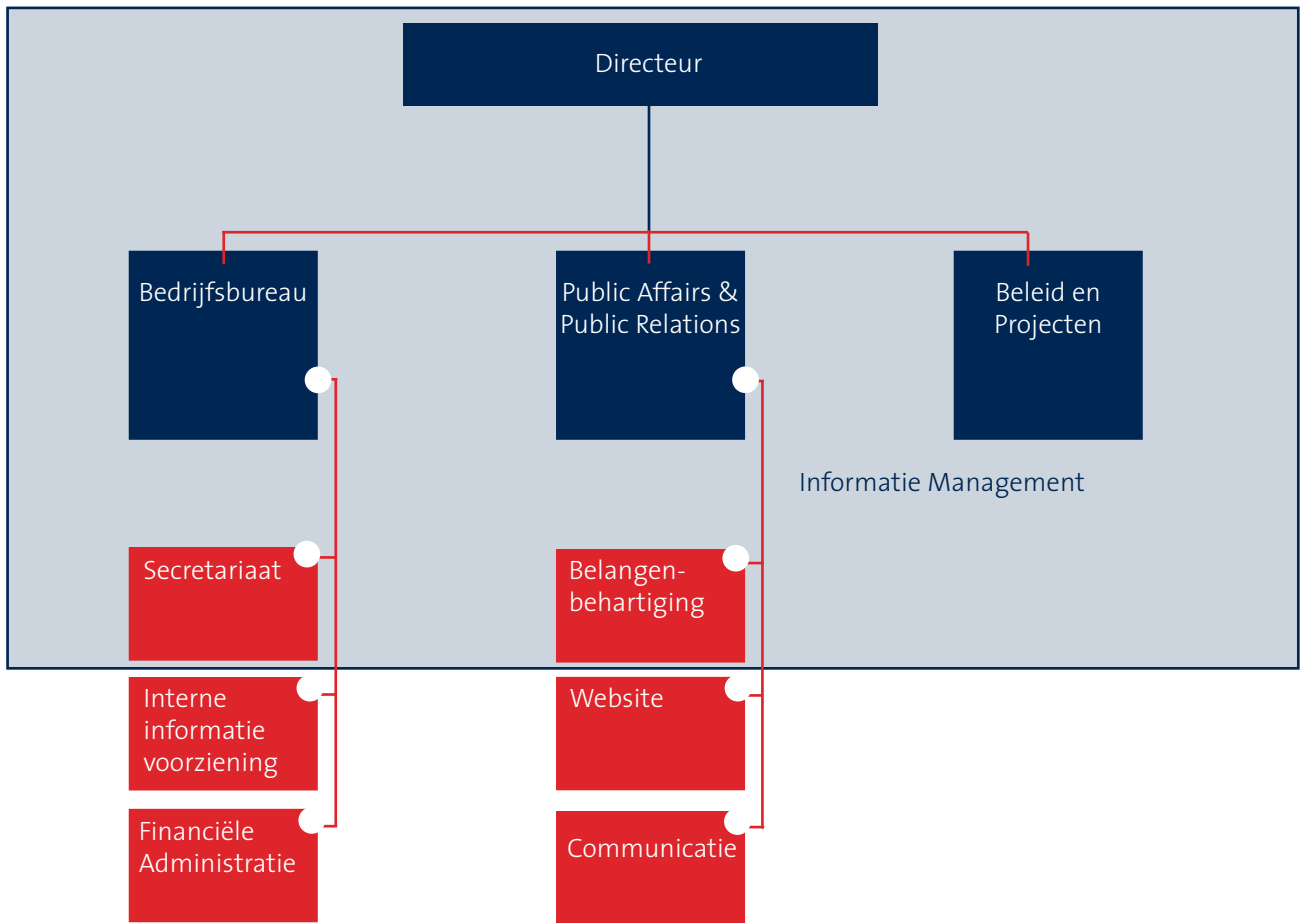 Directeur
Bedrijfsbureau
Public Affairs &
Public Relations
Beleid en
Projecten
Informatie Management
Secretariaat
Belangen-
behartiging
Interne
informatie
voorziening
Website
Financiële
Administratie
Communicatie